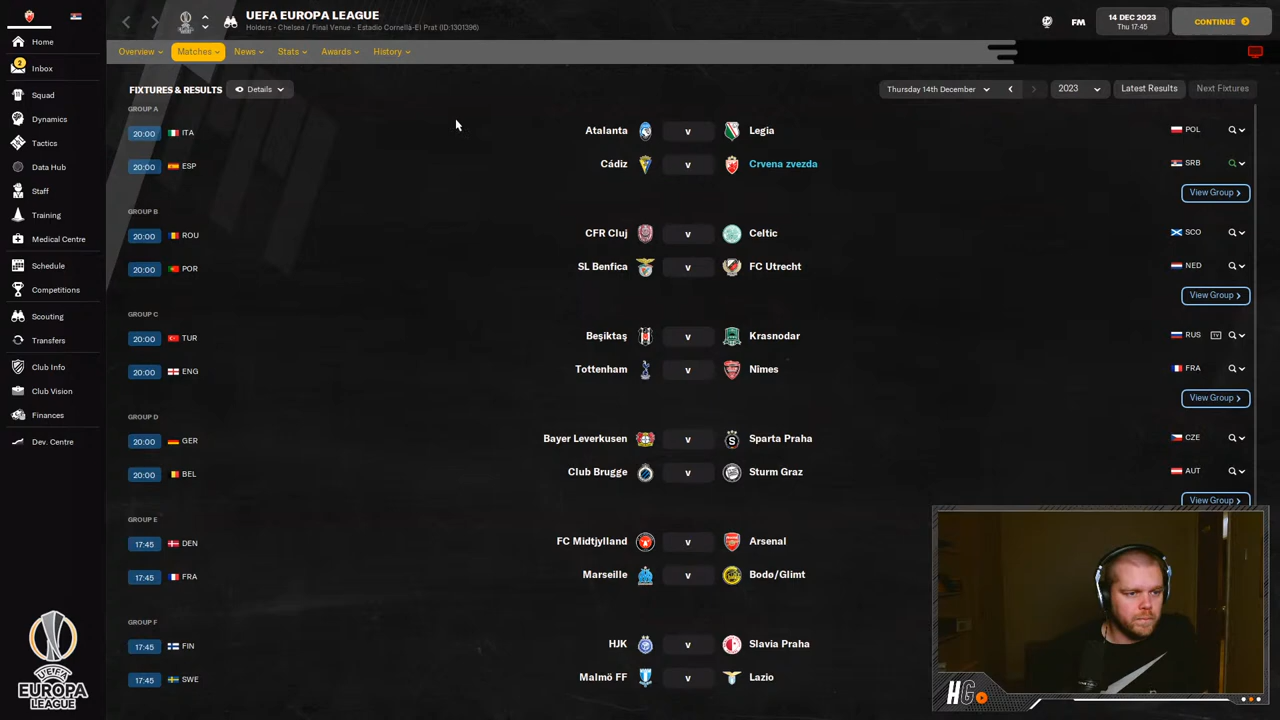 UEFA EUROPA LEAGUE
Holders - Chelsea / Final Venue - Estadio Cornellà-El Prat (ID:1301396)
FM
14 DEC 2023
Thu 17:45
CONTINUE
Overview
Matches
News
Stats
Awards
History
Home
2
Inbox
Squad
Dynamics
Tactics
Data Hub
Staff
Training
Medical Centre
Schedule
Competitions
Scouting
Transfers
Club Info
Club Vision
Finances
Dev. Centre
FIXTURES & RESULTS
Details
Thursday 14th December
2023
Latest Results
Next Fixtures
GROUP A
20:00 ITA Atalanta v Legia POL
20:00 ESP Cádiz v Crvena zvezda SRB
View Group
GROUP B
20:00 ROU CFR Cluj v Celtic SCO
20:00 POR SL Benfica v FC Utrecht NED
View Group
GROUP C
20:00 TUR Beşiktaş v Krasnodar RUS TV
20:00 ENG Tottenham v Nîmes FRA
View Group
GROUP D
20:00 GER Bayer Leverkusen v Sparta Praha CZE
20:00 BEL Club Brugge v Sturm Graz AUT
View Group
GROUP E
17:45 DEN FC Midtjylland v Arsenal
17:45 FRA Marseille v Bodø/Glimt
GROUP F
17:45 FIN HJK v Slavia Praha
17:45 SWE Malmö FF v Lazio
EUROPA
LEAGUE
HG